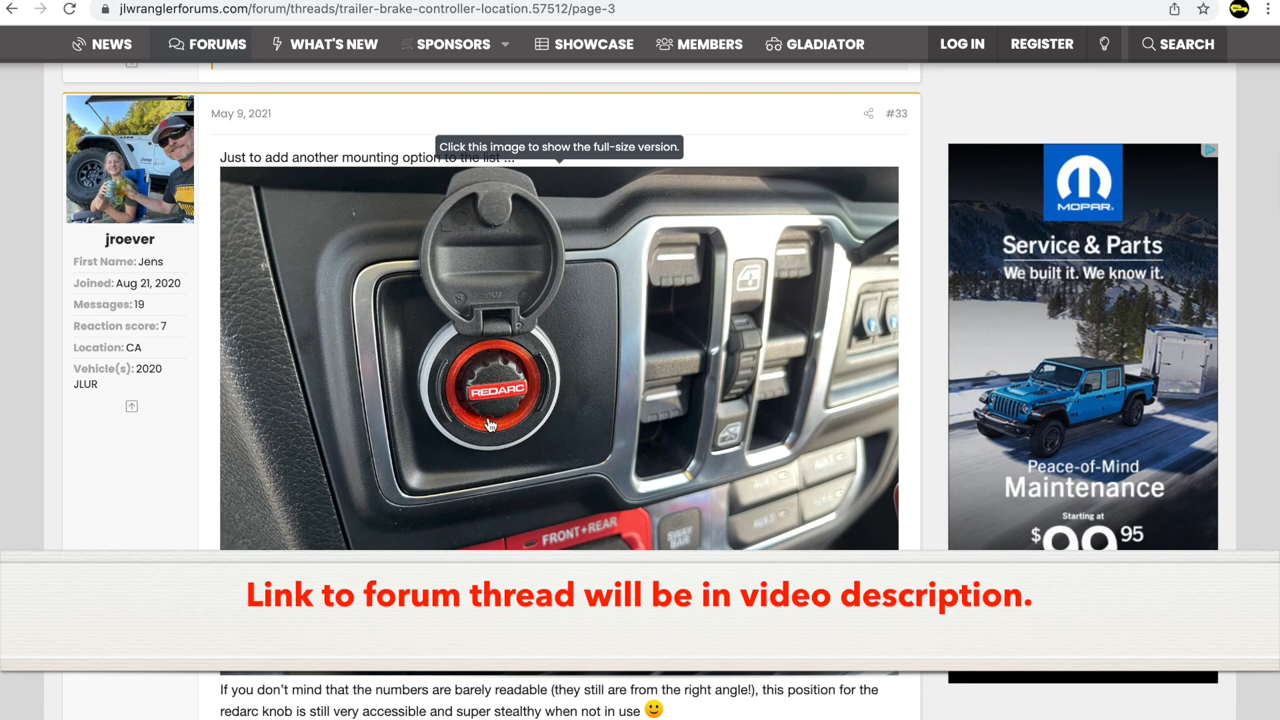 jlwranglerforums.com/forum/threads/trailer-brake-controller-location.57512/page-3
NEWS FORUMS WHAT'S NEW SPONSORS SHOWCASE MEMBERS GLADIATOR LOG IN REGISTER SEARCH
May 9, 2021 #33
Click this image to show the full-size version.
Just to add another mounting option to the list ...
jroever
First Name: Jens
Joined: Aug 21, 2020
Messages: 19
Reaction score: 7
Location: CA
Vehicle(s): 2020
JLUR
REDARC
FRONT+REAR
SWAY
BAR
MOPAR
Service & Parts
We built it. We know it.
Peace-of-Mind
Maintenance
Starting at
$99.95
Link to forum thread will be in video description.
If you don't mind that the numbers are barely readable (they still are from the right angle!), this position for the
redarc knob is still very accessible and super stealthy when not in use